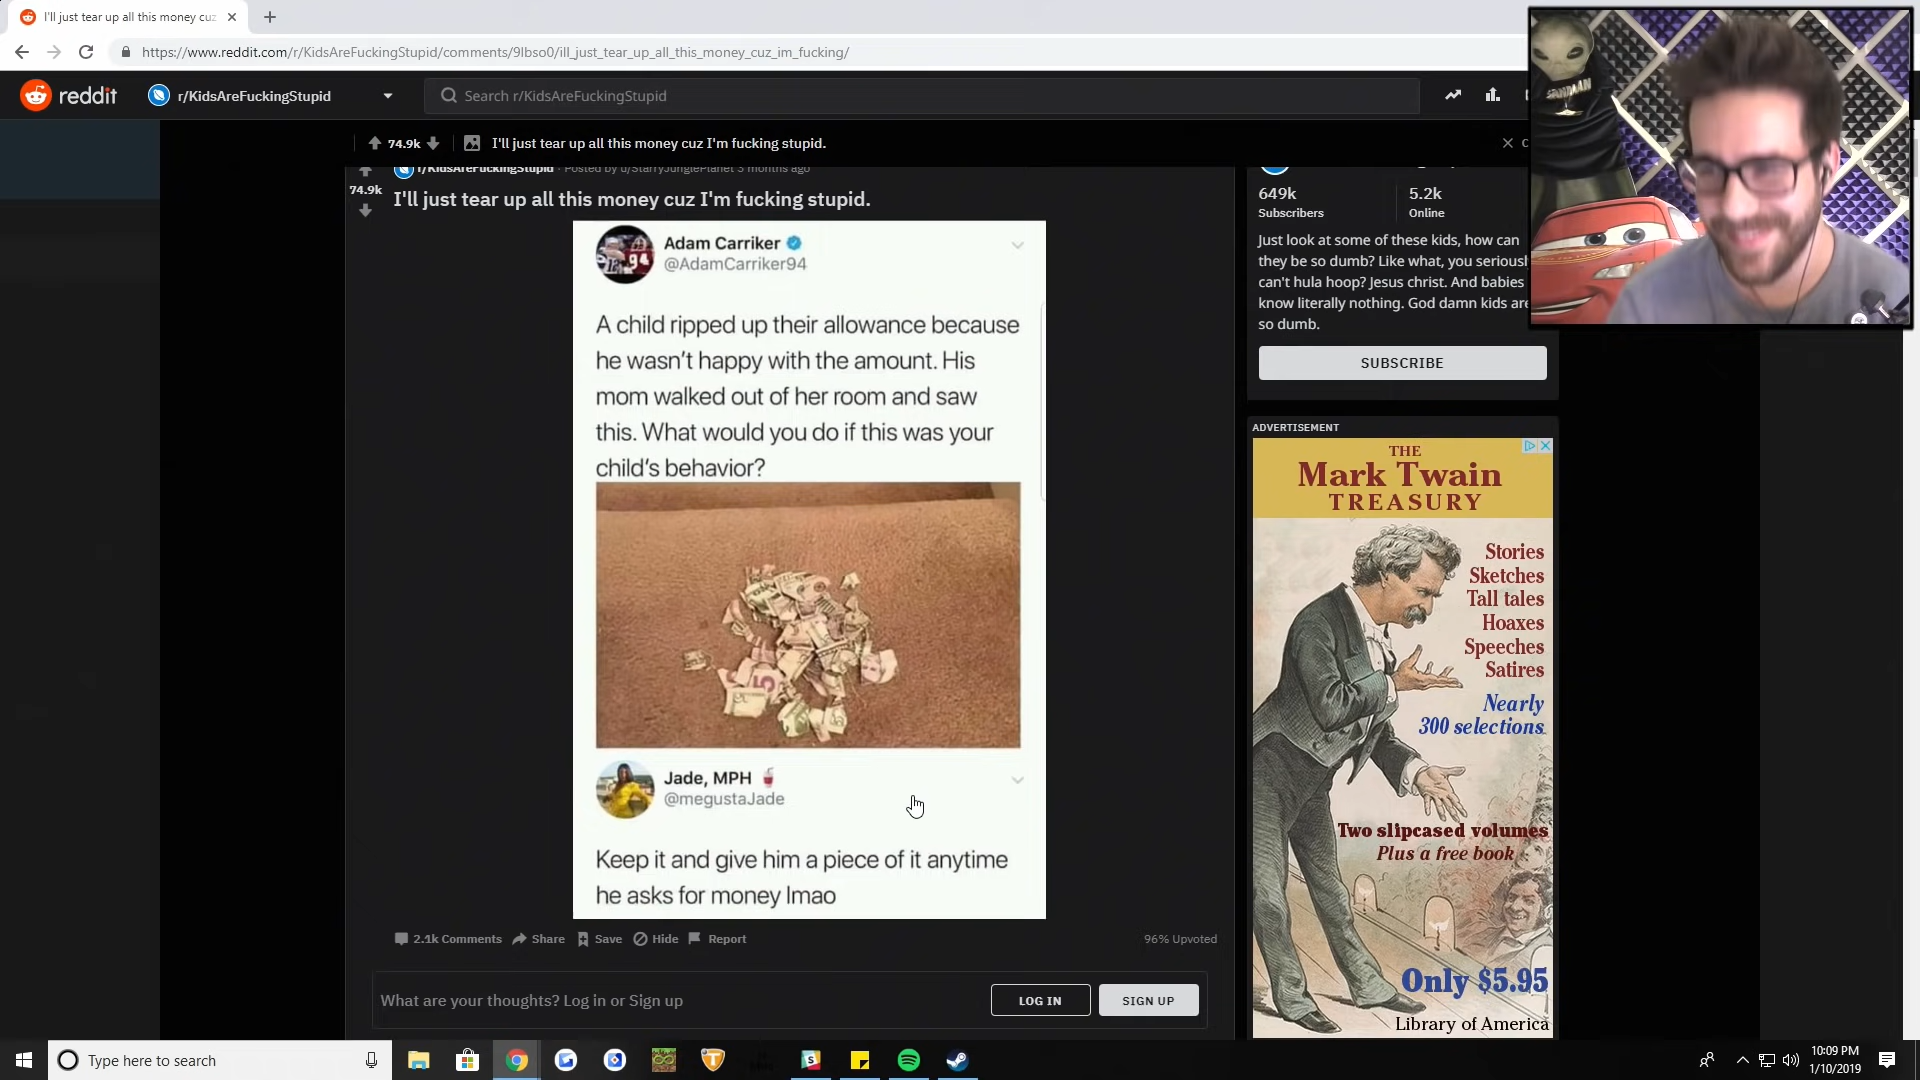 I'll just tear up all this money cuz
https://www.reddit.com/r/KidsAreFuckingStupid/comments/9lbso0/ill_just_tear_up_all_this_money_cuz_im_fucking/
reddit
r/KidsAreFuckingStupid
Search r/KidsAreFuckingStupid
74.9k
I'll just tear up all this money cuz I'm fucking stupid.
r/KidsAreFuckingStupid · Posted by u/StarryJunglePlanet 3 months ago
74.9k
I'll just tear up all this money cuz I'm fucking stupid.
Adam Carriker
@AdamCarriker94
A child ripped up their allowance because
he wasn't happy with the amount. His
mom walked out of her room and saw
this. What would you do if this was your
child's behavior?
Jade, MPH
@megustaJade
Keep it and give him a piece of it anytime
he asks for money lmao
2.1k Comments
Share
Save
Hide
Report
96% Upvoted
What are your thoughts? Log in or Sign up
LOG IN
SIGN UP
649k
5.2k
Subscribers
Online
Just look at some of these kids, how can
they be so dumb? Like what, you seriously
can't hula hoop? Jesus christ. And babies
know literally nothing. God damn kids are
so dumb.
SUBSCRIBE
ADVERTISEMENT
THE
Mark Twain
TREASURY
Stories
Sketches
Tall tales
Hoaxes
Speeches
Satires
Nearly
300 selections
Two slipcased volumes
Plus a free book
Only $5.95
Library of America
Type here to search
10:09 PM
1/10/2019